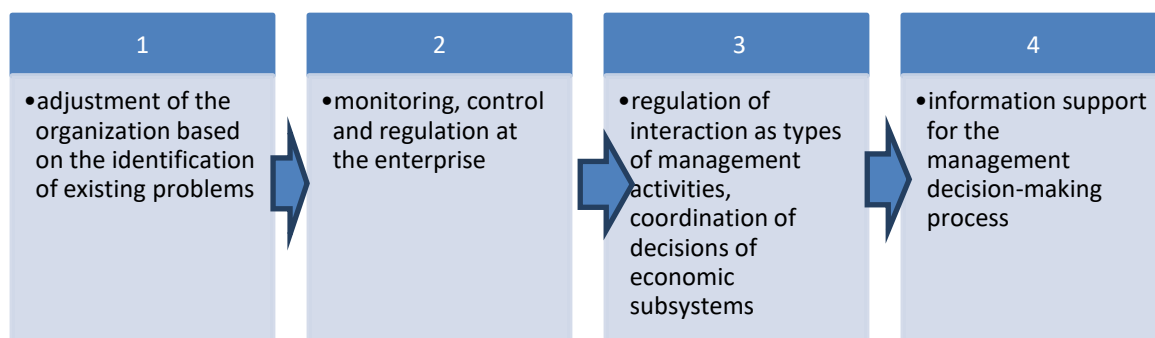 1
•adjustment of the
organization based
on the identification
of existing problems
2
•monitoring, control
and regulation at
the enterprise
3
•regulation of
interaction as types
of management
activities,
coordination of
decisions of
economic
subsystems
4
•information support
for the
management
decision-making
process